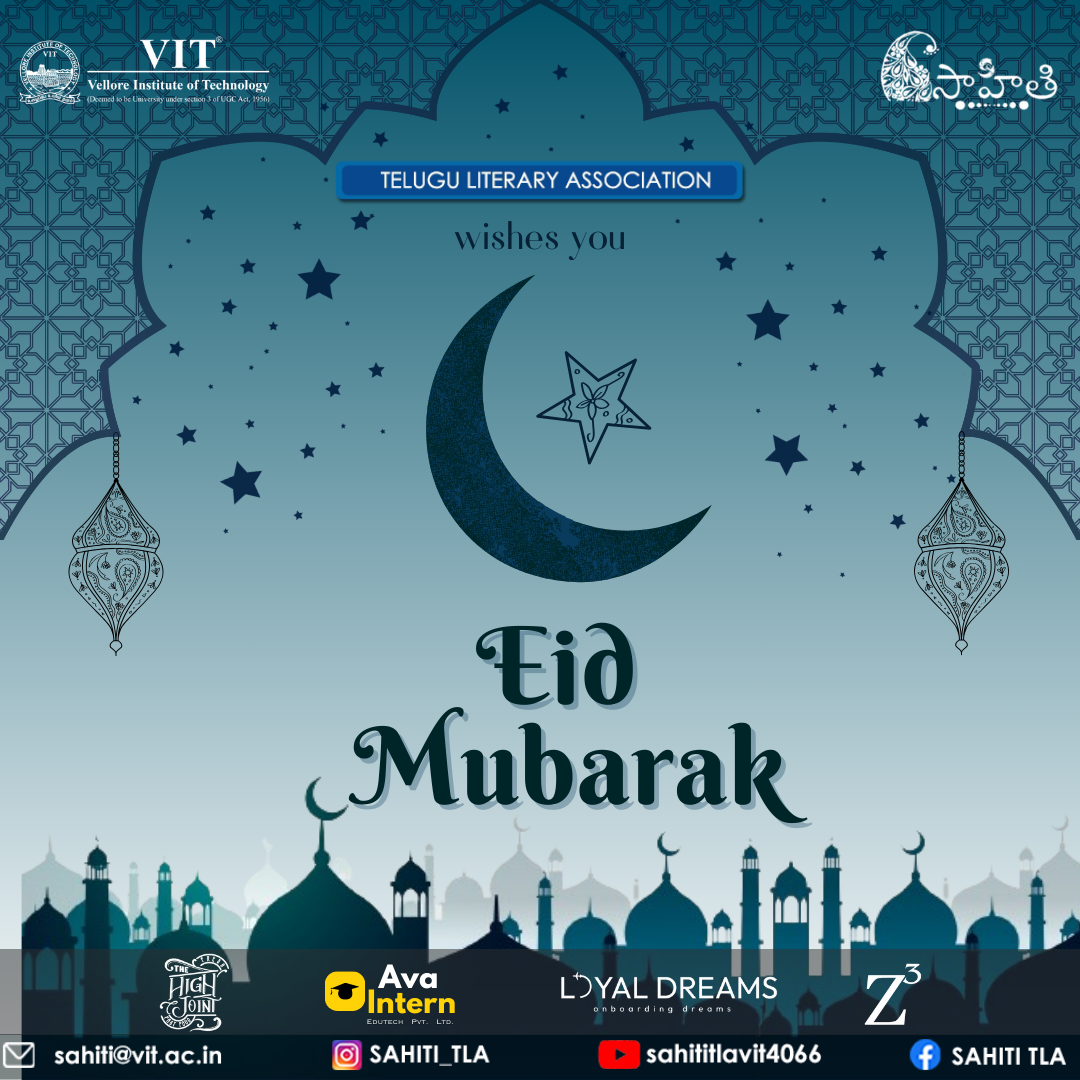 VIT®
Vellore Institute of Technology
(Deemed to be University under section 3 of UGC Act, 1956)
సాహితి
TELUGU LITERARY ASSOCIATION
wishes you
Eid
Mubarak
THE
HIGH
JOINT
Ava
Intern
EDUTECH PVT. LTD.
LOYAL DREAMS
onboarding dreams
Z³
sahiti@vit.ac.in
SAHITI_TLA
sahititlavit4066
SAHITI TLA